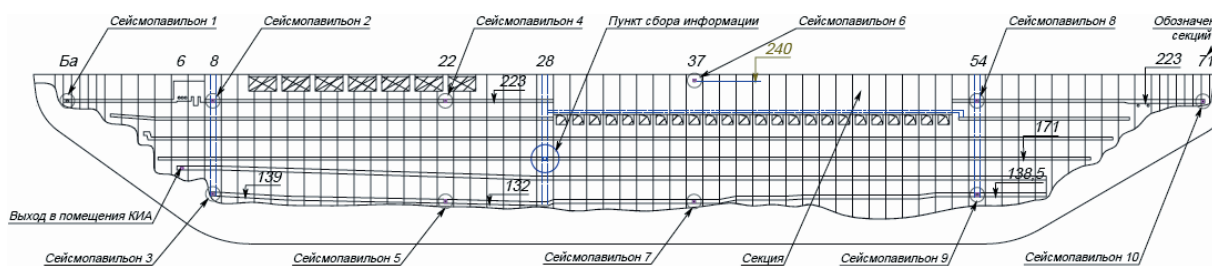 Сейсмопавильон 1
Сейсмопавильон 2
Сейсмопавильон 4
Пункт сбора информации
Сейсмопавильон 6
Сейсмопавильон 8
Обозначен
секций
Ба 6 8 22 28 37 240 54 223 71
223
171
139
132
138,5
Выход в помещения КИА
Сейсмопавильон 3
Сейсмопавильон 5
Сейсмопавильон 7
Секция
Сейсмопавильон 9
Сейсмопавильон 10